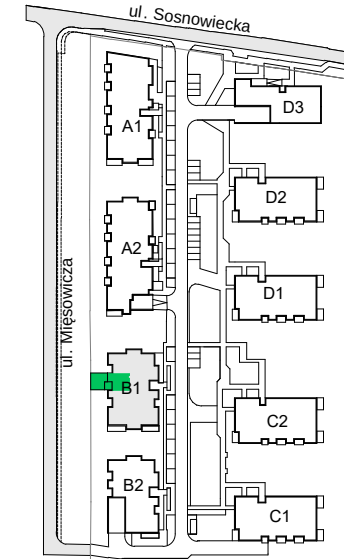 ul. Sosnowiecka
A1
D3
D2
A2
ul. Mięsowicza
D1
B1
C2
B2
C1